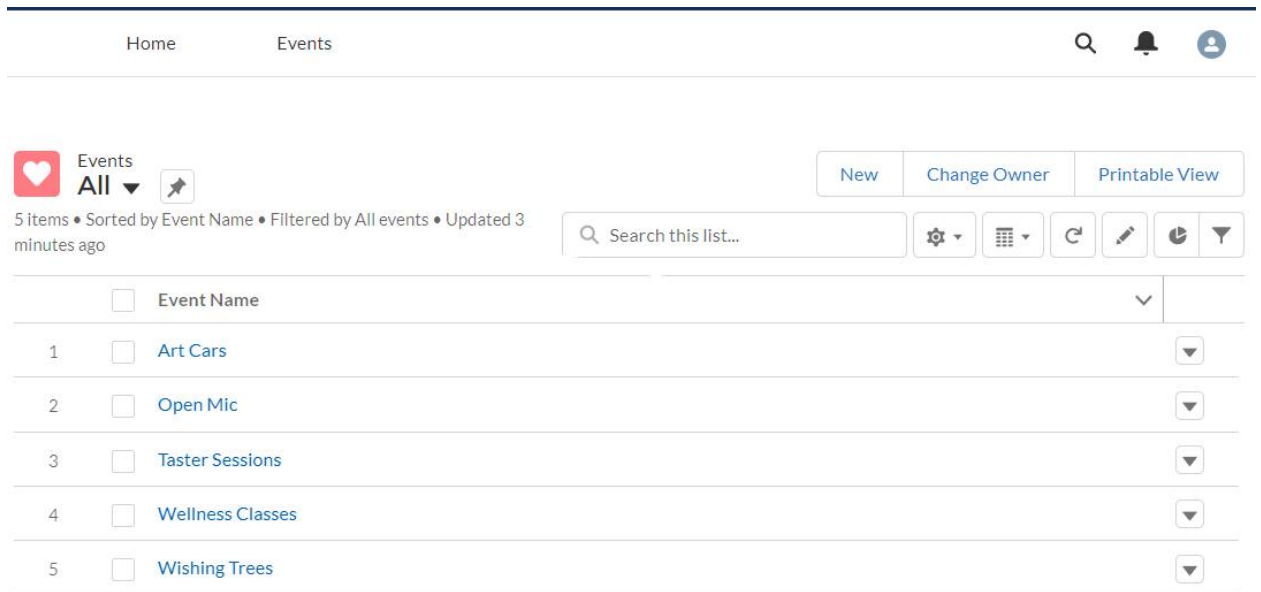 Home Events
Events
All
New Change Owner Printable View
5 items • Sorted by Event Name • Filtered by All events • Updated 3
minutes ago
Search this list...
Event Name
1 Art Cars
2 Open Mic
3 Taster Sessions
4 Wellness Classes
5 Wishing Trees